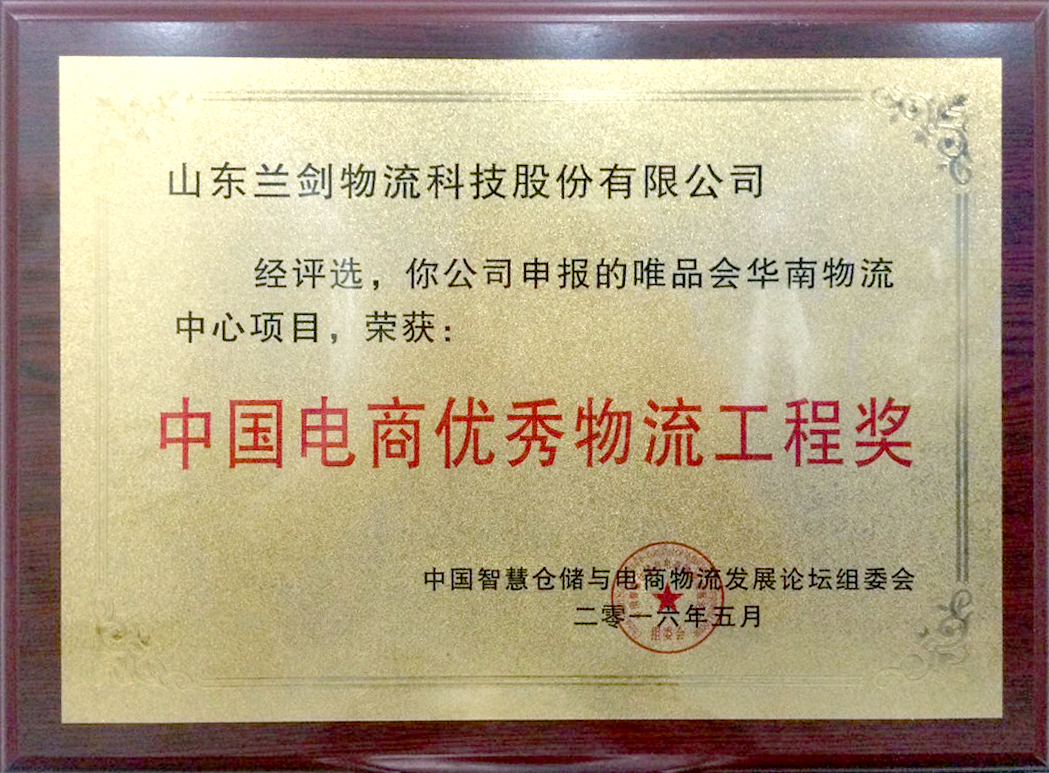 山东兰剑物流科技股份有限公司
经评选，你公司申报的唯品会华南物流
中心项目，荣获：
中国电商优秀物流工程奖
中国智慧仓储与电商物流发展论坛组委会
二零一六年五月
组委会